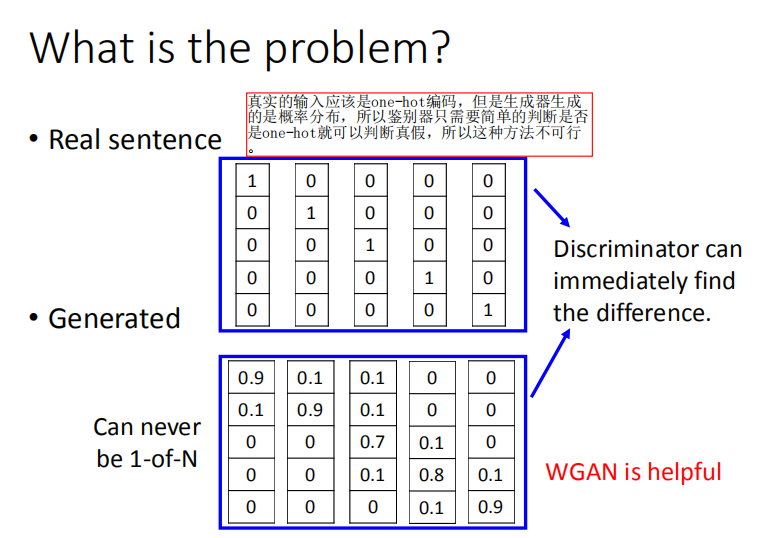 What is the problem?
真实的输入应该是one-hot编码，但是生成器生成
的是概率分布，所以鉴别器只需要简单的判断是否
是one-hot就可以判断真假，所以这种方法不可行
。
• Real sentence
1 0 0 0 0
0 1 0 0 0
0 0 1 0 0
0 0 0 1 0
0 0 0 0 1
Discriminator can
immediately find
the difference.
• Generated
0.9 0.1 0.1 0 0
0.1 0.9 0.1 0 0
0 0 0.7 0.1 0
0 0 0.1 0.8 0.1
0 0 0 0.1 0.9
Can never
be 1-of-N
WGAN is helpful